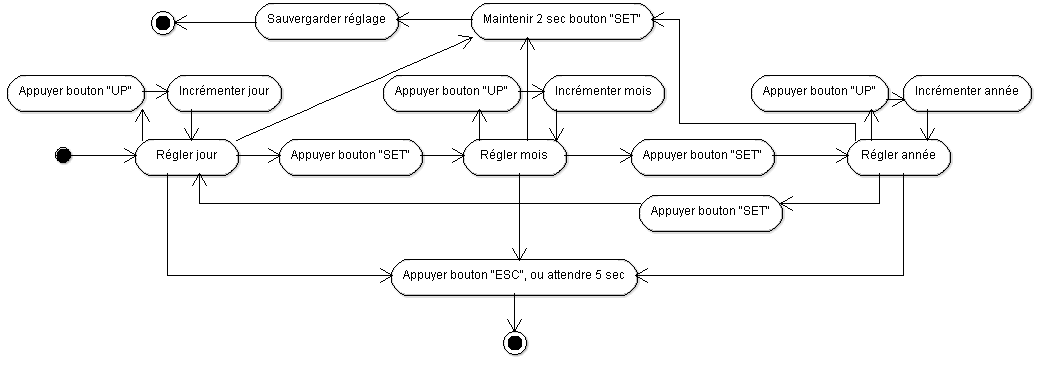 Sauvergarder réglage
Maintenir 2 sec bouton "SET"
Appuyer bouton "UP"
Incrémenter jour
Appuyer bouton "UP"
Incrémenter mois
Appuyer bouton "UP"
Incrémenter année
Régler jour
Appuyer bouton "SET"
Régler mois
Appuyer bouton "SET"
Régler année
Appuyer bouton "SET"
Appuyer bouton "ESC", ou attendre 5 sec